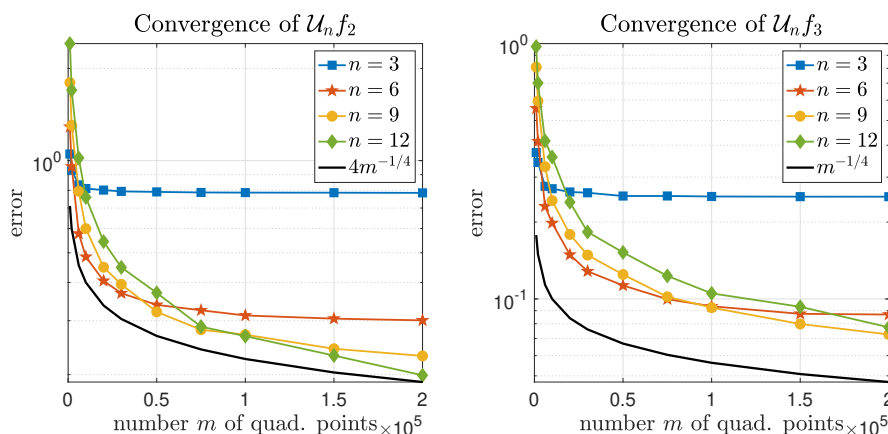 Convergence of 𝒰ₙf₂
n = 3
n = 6
n = 9
n = 12
4m⁻¹/⁴
10⁰
error
0 0.5 1 1.5 2
number m of quad. points ×10⁵
Convergence of 𝒰ₙf₃
n = 3
n = 6
n = 9
n = 12
m⁻¹/⁴
10⁰
10⁻¹
error
0 0.5 1 1.5 2
number m of quad. points ×10⁵